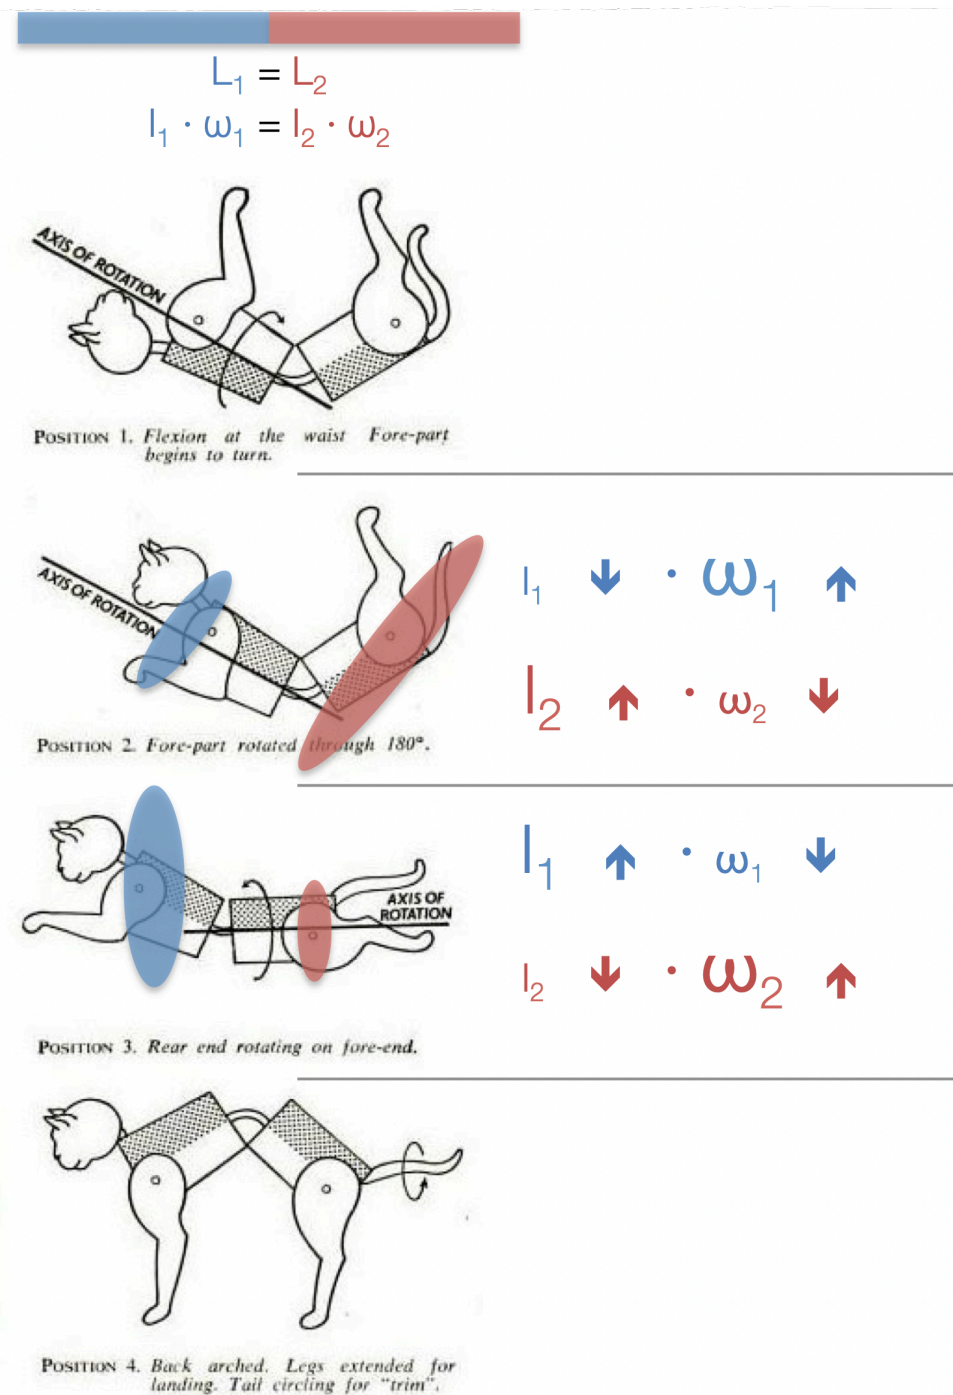 L₁ = L₂
I₁ · ω₁ = I₂ · ω₂
AXIS OF ROTATION
POSITION 1. Flexion at the waist Fore-part
begins to turn.
AXIS OF ROTATION
I₁ ↓ · ω₁ ↑
I₂ ↑ · ω₂ ↓
POSITION 2. Fore-part rotated through 180°.
I₁ ↑ · ω₁ ↓
AXIS OF
ROTATION
I₂ ↓ · ω₂ ↑
POSITION 3. Rear end rotating on fore-end.
POSITION 4. Back arched. Legs extended for
landing. Tail circling for "trim".